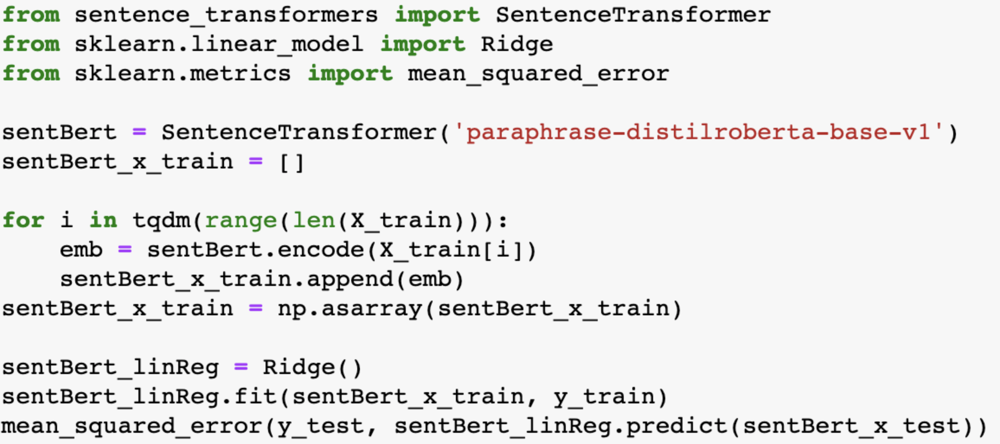 from sentence_transformers import SentenceTransformer
from sklearn.linear_model import Ridge
from sklearn.metrics import mean_squared_error

sentBert = SentenceTransformer('paraphrase-distilroberta-base-v1')
sentBert_x_train = []

for i in tqdm(range(len(X_train))):
    emb = sentBert.encode(X_train[i])
    sentBert_x_train.append(emb)
sentBert_x_train = np.asarray(sentBert_x_train)

sentBert_linReg = Ridge()
sentBert_linReg.fit(sentBert_x_train, y_train)
mean_squared_error(y_test, sentBert_linReg.predict(sentBert_x_test))